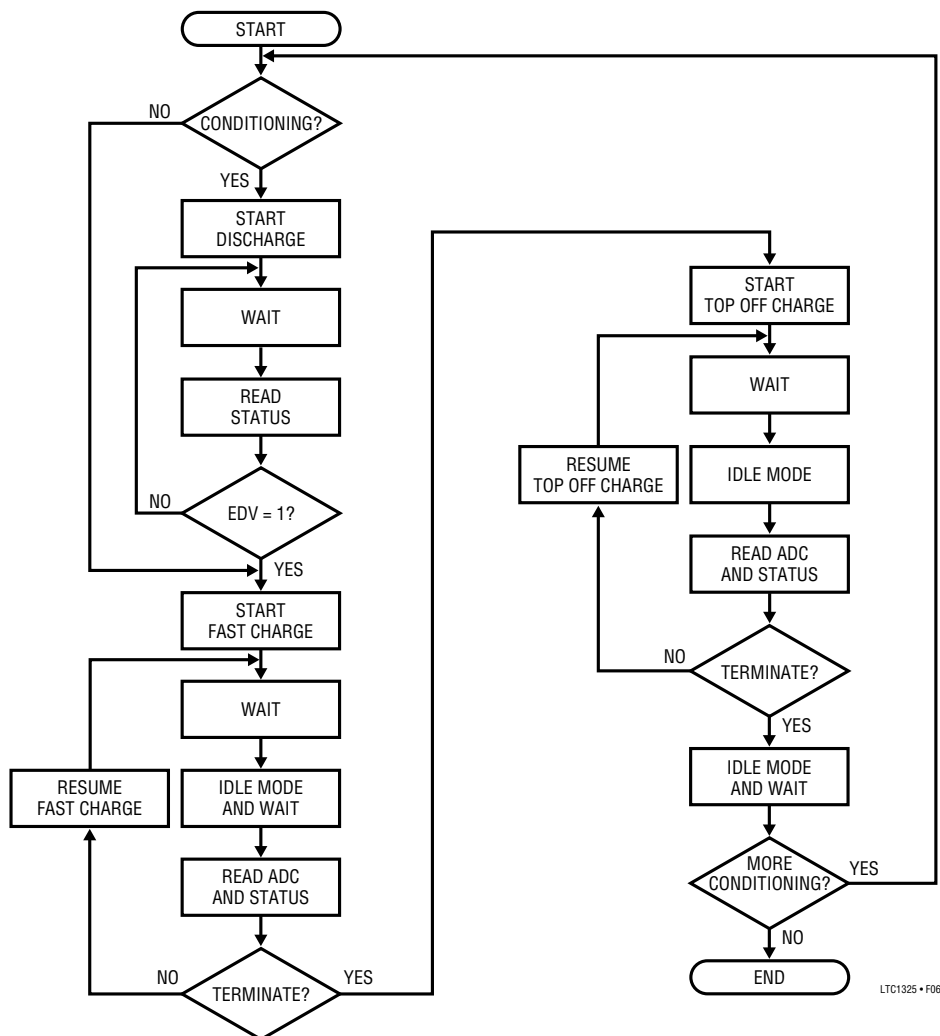 START
NO
CONDITIONING?
YES
START
DISCHARGE
WAIT
READ
STATUS
NO
EDV = 1?
YES
START
FAST CHARGE
WAIT
RESUME
FAST CHARGE
IDLE MODE
AND WAIT
READ ADC
AND STATUS
NO
TERMINATE?
YES
START
TOP OFF CHARGE
WAIT
RESUME
TOP OFF CHARGE
IDLE MODE
READ ADC
AND STATUS
NO
TERMINATE?
YES
IDLE MODE
AND WAIT
MORE
CONDITIONING?
YES
NO
END
LTC1325 • F06